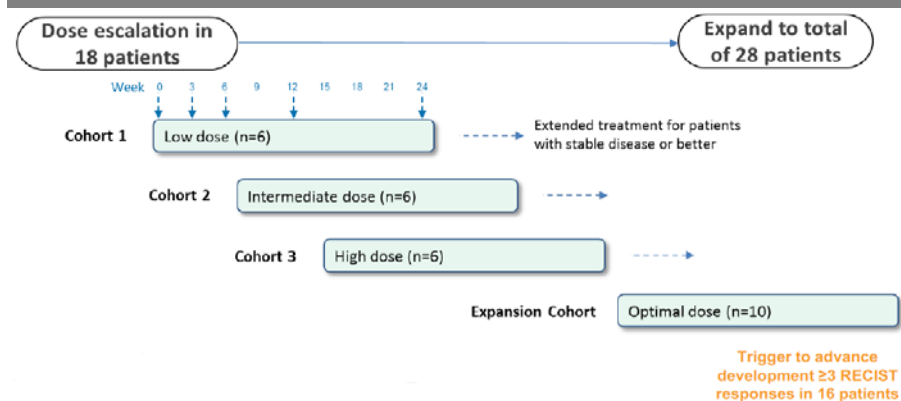 Dose escalation in
18 patients
Expand to total
of 28 patients
Week 0 3 6 9 12 15 18 21 24
Cohort 1 Low dose (n=6)
Extended treatment for patients
with stable disease or better
Cohort 2 Intermediate dose (n=6)
Cohort 3 High dose (n=6)
Expansion Cohort Optimal dose (n=10)
Trigger to advance
development ≥3 RECIST
responses in 16 patients